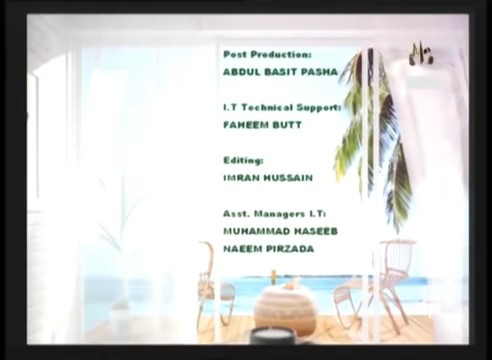 Post Production:
ABDUL BASIT PASHA
I.T Technical Support:
FAHEEM BUTT
Editing:
IMRAN HUSSAIN
Asst. Managers I.T:
MUHAMMAD HASEEB
NAEEM PIRZADA